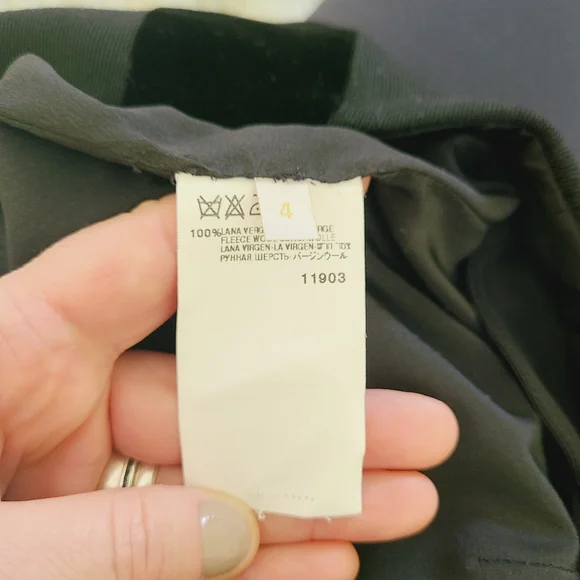 4
100% LANA VERG
FLEECE WOOL
LANA VIRGEN-LA VIRGEN-
РУННАЯ ШЕРСТЬ-バージンウール
11903